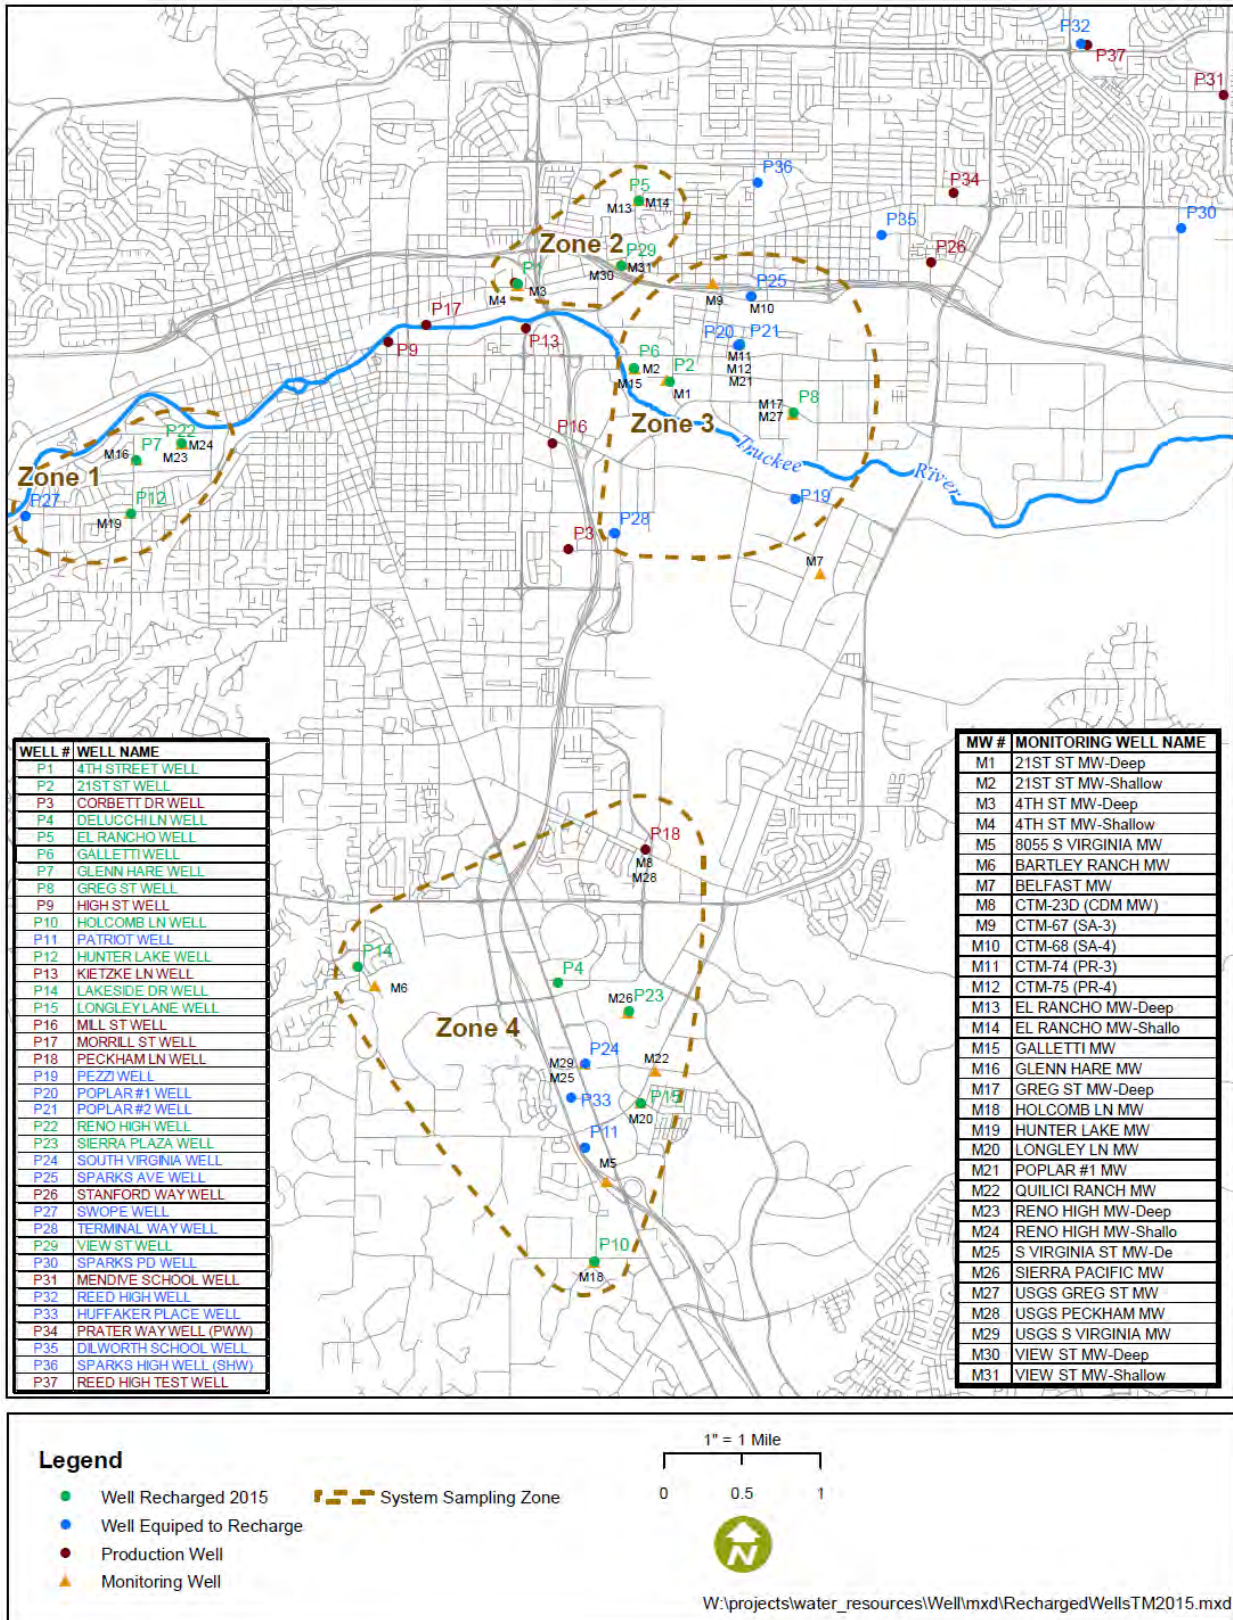 P32
P37
P31
P36
P34
P5
M13
M14
P30
P35
Zone 2
P29
P26
M30
M31
P1
M4
M3
M9
P25
M10
P17
P13
P20
P21
P9
P6
M11
M2
P2
M12
M15
M1
M21
M17
P8
M27
Zone 3
P22
P16
M24
Truckee
M16
P7
M23
River
Zone 1
P27
P12
P19
M19
P28
P3
M7
WELL # WELL NAME
P1 4TH STREET WELL
P2 21ST ST WELL
P3 CORBETT DR WELL
P4 DELUCCHI LN WELL
P5 EL RANCHO WELL
P6 GALLETTI WELL
P7 GLENN HARE WELL
P8 GREG ST WELL
P9 HIGH ST WELL
P10 HOLCOMB LN WELL
P11 PATRIOT WELL
P12 HUNTER LAKE WELL
P13 KIETZKE LN WELL
P14 LAKESIDE DR WELL
P15 LONGLEY LANE WELL
P16 MILL ST WELL
P17 MORRILL ST WELL
P18 PECKHAM LN WELL
P19 PEZZI WELL
P20 POPLAR #1 WELL
P21 POPLAR #2 WELL
P22 RENO HIGH WELL
P23 SIERRA PLAZA WELL
P24 SOUTH VIRGINIA WELL
P25 SPARKS AVE WELL
P26 STANFORD WAY WELL
P27 SWOPE WELL
P28 TERMINAL WAY WELL
P29 VIEW ST WELL
P30 SPARKS PD WELL
P31 MENDIVE SCHOOL WELL
P32 REED HIGH WELL
P33 HUFFAKER PLACE WELL
P34 PRATER WAY WELL (PWW)
P35 DILWORTH SCHOOL WELL
P36 SPARKS HIGH WELL (SHW)
P37 REED HIGH TEST WELL
P18
M8
M28
P14
M6
P4
M26
P23
Zone 4
P24
M29
M25
M22
P33
P15
M20
P11
M5
P10
M18
MW # MONITORING WELL NAME
M1 21ST ST MW-Deep
M2 21ST ST MW-Shallow
M3 4TH ST MW-Deep
M4 4TH ST MW-Shallow
M5 8055 S VIRGINIA MW
M6 BARTLEY RANCH MW
M7 BELFAST MW
M8 CTM-23D (CDM MW)
M9 CTM-67 (SA-3)
M10 CTM-68 (SA-4)
M11 CTM-74 (PR-3)
M12 CTM-75 (PR-4)
M13 EL RANCHO MW-Deep
M14 EL RANCHO MW-Shallo
M15 GALLETTI MW
M16 GLENN HARE MW
M17 GREG ST MW-Deep
M18 HOLCOMB LN MW
M19 HUNTER LAKE MW
M20 LONGLEY LN MW
M21 POPLAR #1 MW
M22 QUILICI RANCH MW
M23 RENO HIGH MW-Deep
M24 RENO HIGH MW-Shallo
M25 S VIRGINIA ST MW-De
M26 SIERRA PACIFIC MW
M27 USGS GREG ST MW
M28 USGS PECKHAM MW
M29 USGS S VIRGINIA MW
M30 VIEW ST MW-Deep
M31 VIEW ST MW-Shallow
Legend
Well Recharged 2015
Well Equiped to Recharge
Production Well
Monitoring Well
System Sampling Zone
1" = 1 Mile
0 0.5 1
N
W:\projects\water_resources\Well\mxd\RechargedWellsTM2015.mxd